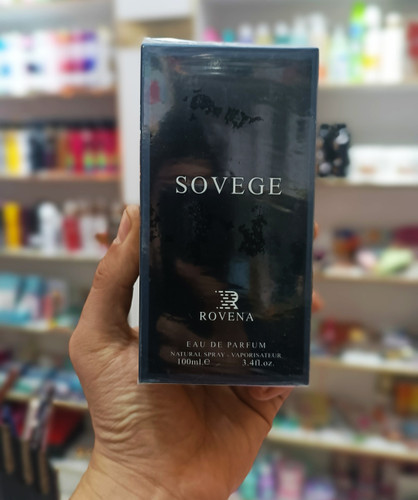 SOVEGE
R
ROVENA
EAU DE PARFUM
NATURAL SPRAY - VAPORISATEUR
100ml.℮ 3.4fl.oz.